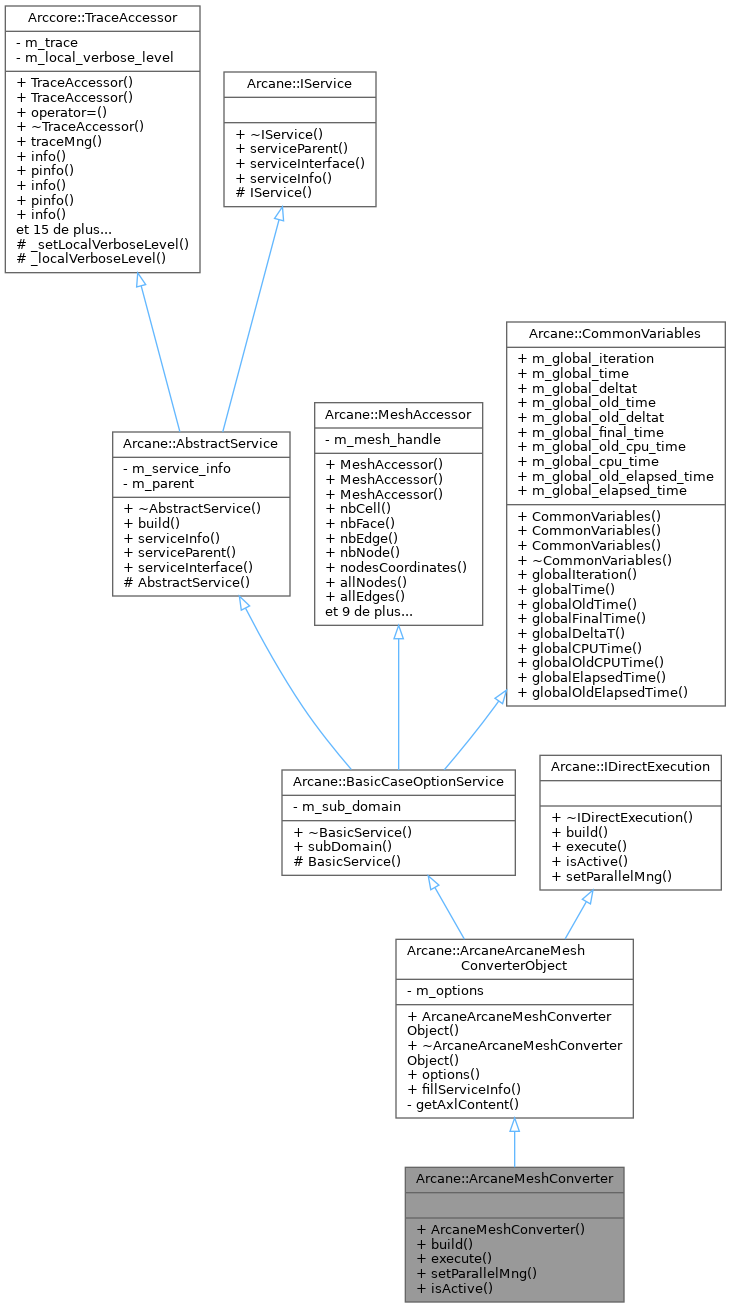 Arccore::TraceAccessor
- m_trace
- m_local_verbose_level
+ TraceAccessor()
+ TraceAccessor()
+ operator=()
+ ~TraceAccessor()
+ traceMng()
+ info()
+ pinfo()
+ info()
+ pinfo()
+ info()
et 15 de plus...
# _setLocalVerboseLevel()
# _localVerboseLevel()
Arcane::IService
+ ~IService()
+ serviceParent()
+ serviceInterface()
+ serviceInfo()
# IService()
Arcane::CommonVariables
+ m_global_iteration
+ m_global_time
+ m_global_deltat
+ m_global_old_time
+ m_global_old_deltat
+ m_global_final_time
+ m_global_old_cpu_time
+ m_global_cpu_time
+ m_global_old_elapsed_time
+ m_global_elapsed_time
+ CommonVariables()
+ CommonVariables()
+ CommonVariables()
+ ~CommonVariables()
+ globalIteration()
+ globalTime()
+ globalOldTime()
+ globalFinalTime()
+ globalDeltaT()
+ globalCPUTime()
+ globalOldCPUTime()
+ globalElapsedTime()
+ globalOldElapsedTime()
Arcane::MeshAccessor
- m_mesh_handle
+ MeshAccessor()
+ MeshAccessor()
+ MeshAccessor()
+ nbCell()
+ nbFace()
+ nbEdge()
+ nbNode()
+ nodesCoordinates()
+ allNodes()
+ allEdges()
et 9 de plus...
Arcane::AbstractService
- m_service_info
- m_parent
+ ~AbstractService()
+ build()
+ serviceInfo()
+ serviceParent()
+ serviceInterface()
# AbstractService()
Arcane::BasicCaseOptionService
- m_sub_domain
+ ~BasicService()
+ subDomain()
# BasicService()
Arcane::IDirectExecution
+ ~IDirectExecution()
+ build()
+ execute()
+ isActive()
+ setParallelMng()
Arcane::ArcaneArcaneMesh
ConverterObject
- m_options
+ ArcaneArcaneMeshConverter
Object()
+ ~ArcaneArcaneMeshConverter
Object()
+ options()
+ fillServiceInfo()
- getAxlContent()
Arcane::ArcaneMeshConverter
+ ArcaneMeshConverter()
+ build()
+ execute()
+ setParallelMng()
+ isActive()